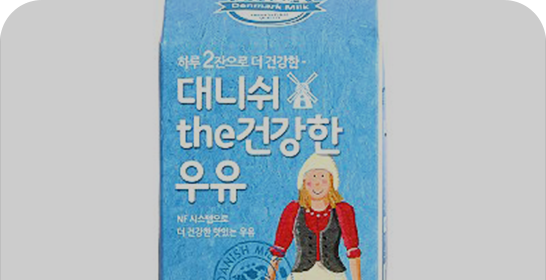 Denmark Milk
하루 2잔으로 더 건강한 -
대니쉬
the건강한
우유
NF 시스템으로
더 건강한 맛있는 우유
DANISH MILK